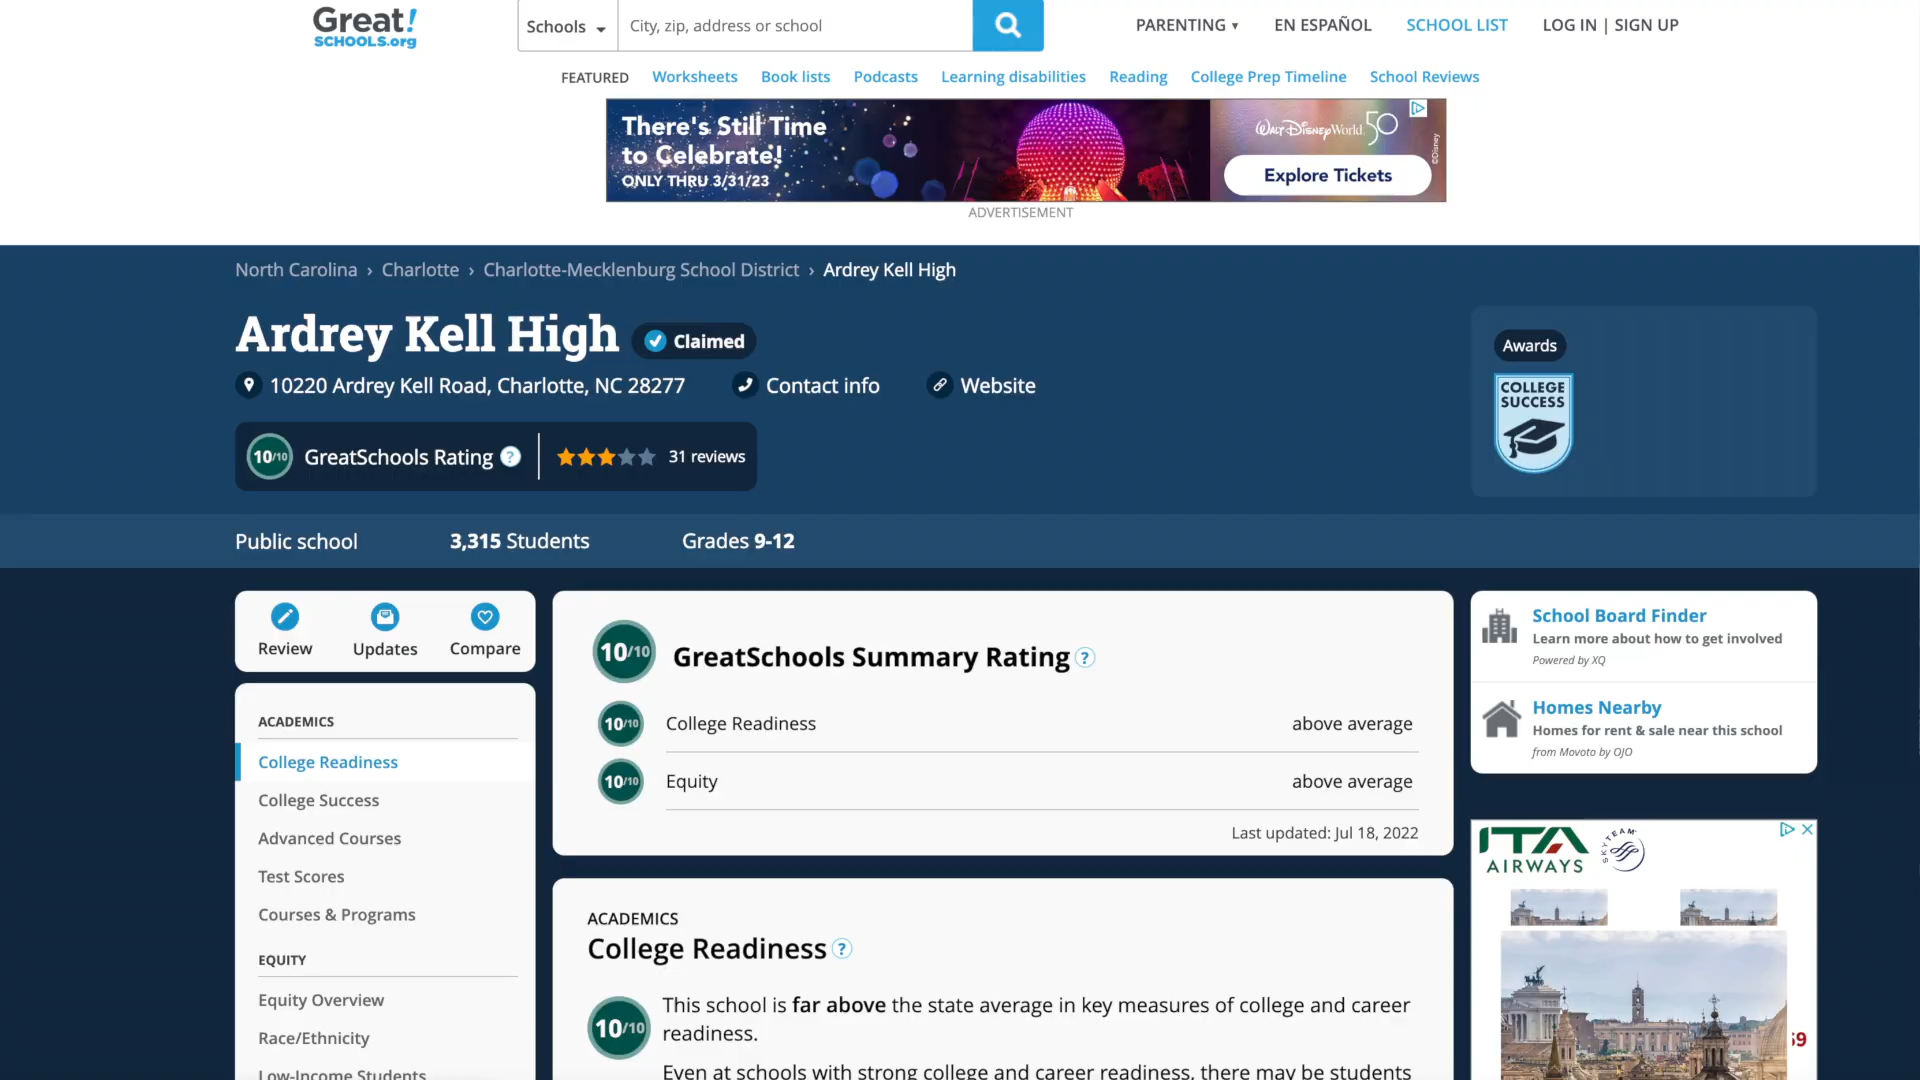 Great!
SCHOOLS.org
Schools
City, zip, address or school
PARENTING
EN ESPAÑOL
SCHOOL LIST
LOG IN | SIGN UP
FEATURED
Worksheets
Book lists
Podcasts
Learning disabilities
Reading
College Prep Timeline
School Reviews
There's Still Time
to Celebrate!
ONLY THRU 3/31/23
WALT DISNEY World. 50
Explore Tickets
©Disney
ADVERTISEMENT
North Carolina › Charlotte › Charlotte-Mecklenburg School District › Ardrey Kell High
Ardrey Kell High
Claimed
10220 Ardrey Kell Road, Charlotte, NC 28277
Contact info
Website
10/10 GreatSchools Rating ?
31 reviews
Awards
COLLEGE
SUCCESS
Public school
3,315 Students
Grades 9-12
Review
Updates
Compare
ACADEMICS
College Readiness
College Success
Advanced Courses
Test Scores
Courses & Programs
EQUITY
Equity Overview
Race/Ethnicity
Low-Income Students
10/10 GreatSchools Summary Rating ?
10/10 College Readiness above average
10/10 Equity above average
Last updated: Jul 18, 2022
ACADEMICS
College Readiness ?
10/10
This school is far above the state average in key measures of college and career
readiness.
Even at schools with strong college and career readiness, there may be students
School Board Finder
Learn more about how to get involved
Powered by XQ
Homes Nearby
Homes for rent & sale near this school
from Movoto by OJO
ITA
AIRWAYS
SKYTEAM
59